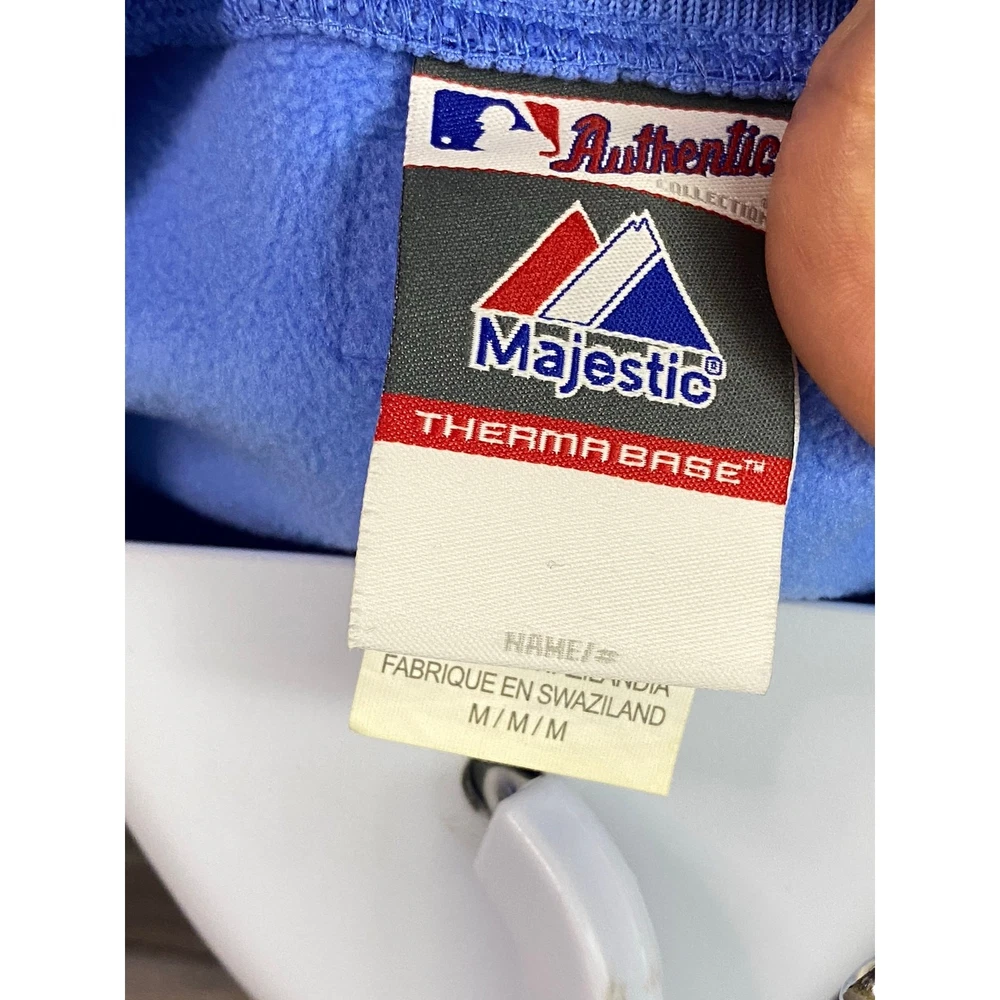 Authentic
COLLECTION
Majestic®
THERMA BASE™
NAME/#
FABRIQUE EN SWAZILAND
M / M / M